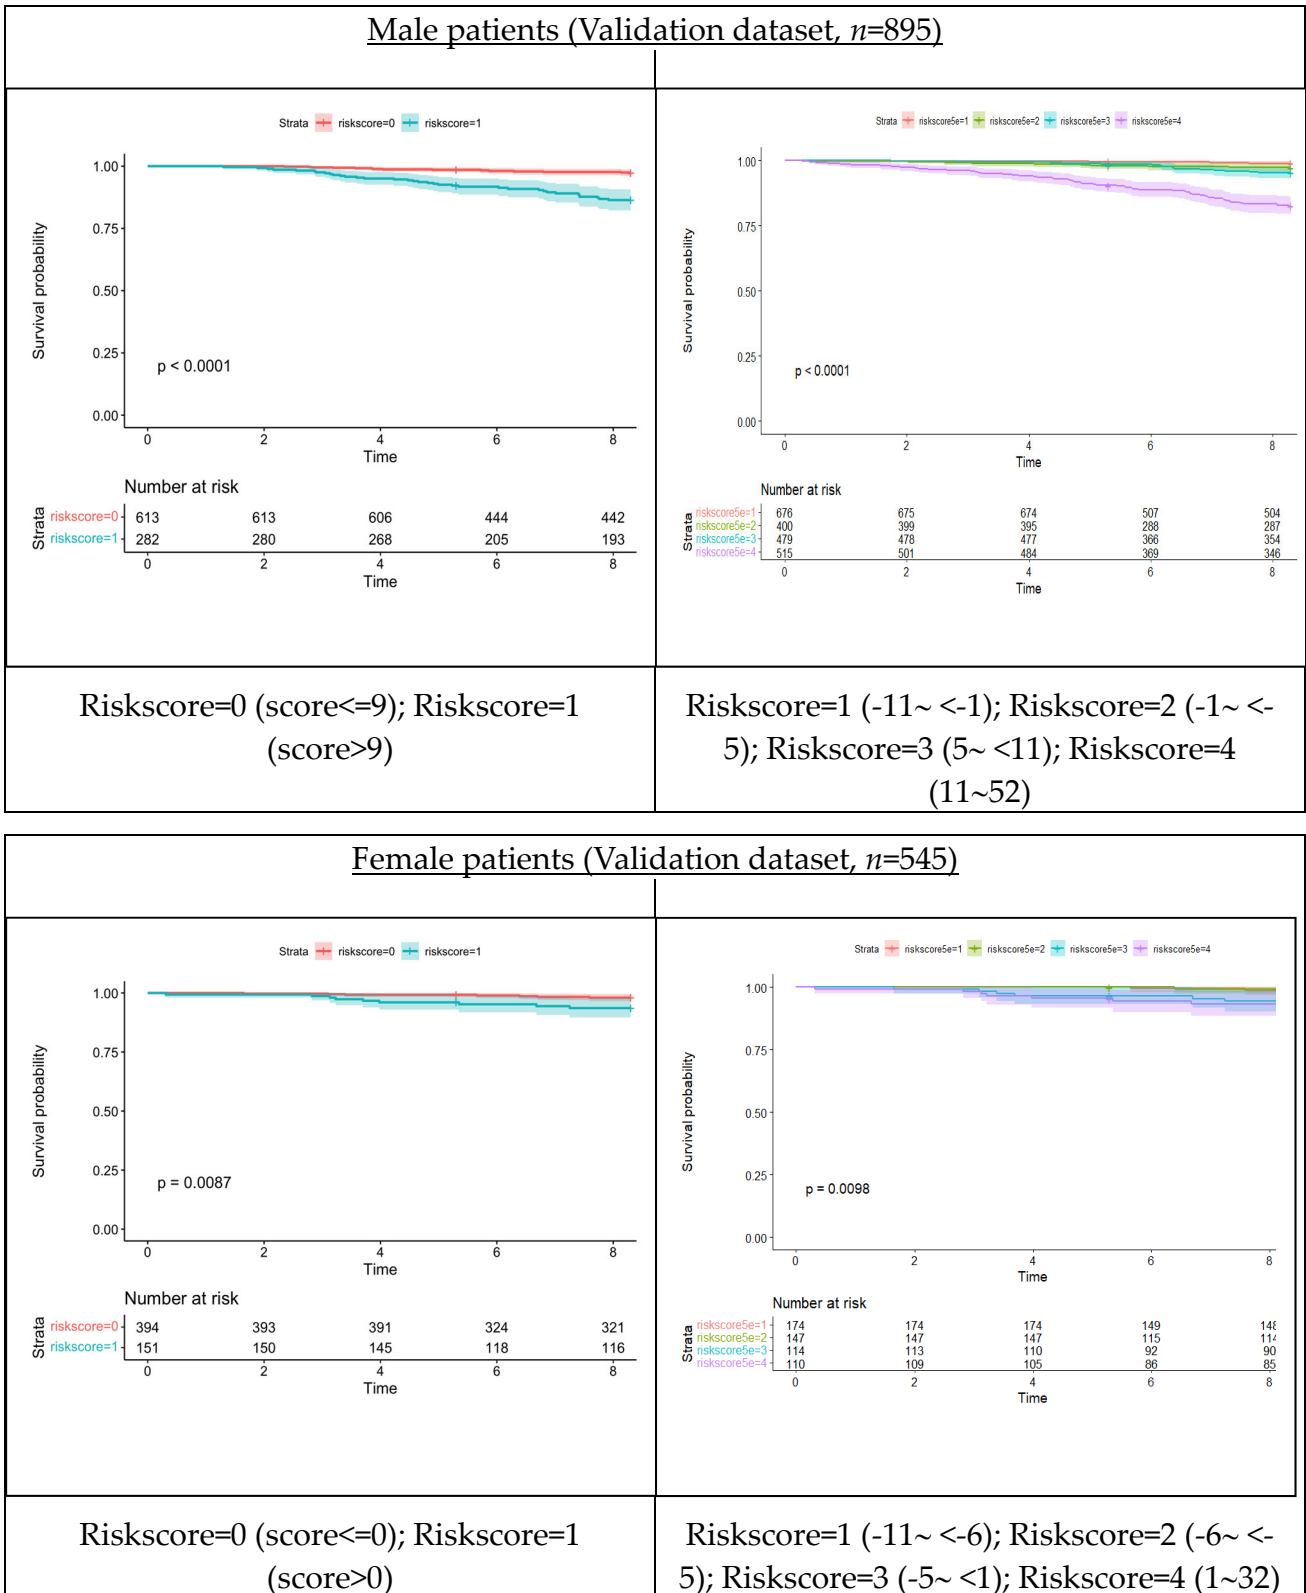 Male patients (Validation dataset, n=895)
Strata riskscore=0 riskscore=1
1.00
0.75
0.50
0.25
0.00
Survival probability
p < 0.0001
0 2 4 6 8
Time
Number at risk
Strata
riskscore=0 613 613 606 444 442
riskscore=1 282 280 268 205 193
0 2 4 6 8
Time
Strata riskscore5e=1 riskscore5e=2 riskscore5e=3 riskscore5e=4
1.00
0.75
0.50
0.25
0.00
Survival probability
p < 0.0001
0 2 4 6 8
Time
Number at risk
Strata
riskscore5e=1 676 675 674 507 504
riskscore5e=2 400 399 395 288 287
riskscore5e=3 479 478 477 366 354
riskscore5e=4 515 501 484 369 346
0 2 4 6 8
Time
Riskscore=0 (score<=9); Riskscore=1
(score>9)
Riskscore=1 (-11~ <-1); Riskscore=2 (-1~ <-
5); Riskscore=3 (5~ <11); Riskscore=4
(11~52)
Female patients (Validation dataset, n=545)
Strata riskscore=0 riskscore=1
1.00
0.75
0.50
0.25
0.00
Survival probability
p = 0.0087
0 2 4 6 8
Time
Number at risk
Strata
riskscore=0 394 393 391 324 321
riskscore=1 151 150 145 118 116
0 2 4 6 8
Time
Strata riskscore5e=1 riskscore5e=2 riskscore5e=3 riskscore5e=4
1.00
0.75
0.50
0.25
0.00
Survival probability
p = 0.0098
0 2 4 6 8
Time
Number at risk
Strata
riskscore5e=1 174 174 174 149 148
riskscore5e=2 147 147 147 115 114
riskscore5e=3 114 113 110 92 90
riskscore5e=4 110 109 105 86 85
0 2 4 6 8
Time
Riskscore=0 (score<=0); Riskscore=1
(score>0)
Riskscore=1 (-11~ <-6); Riskscore=2 (-6~ <-
5); Riskscore=3 (-5~ <1); Riskscore=4 (1~32)